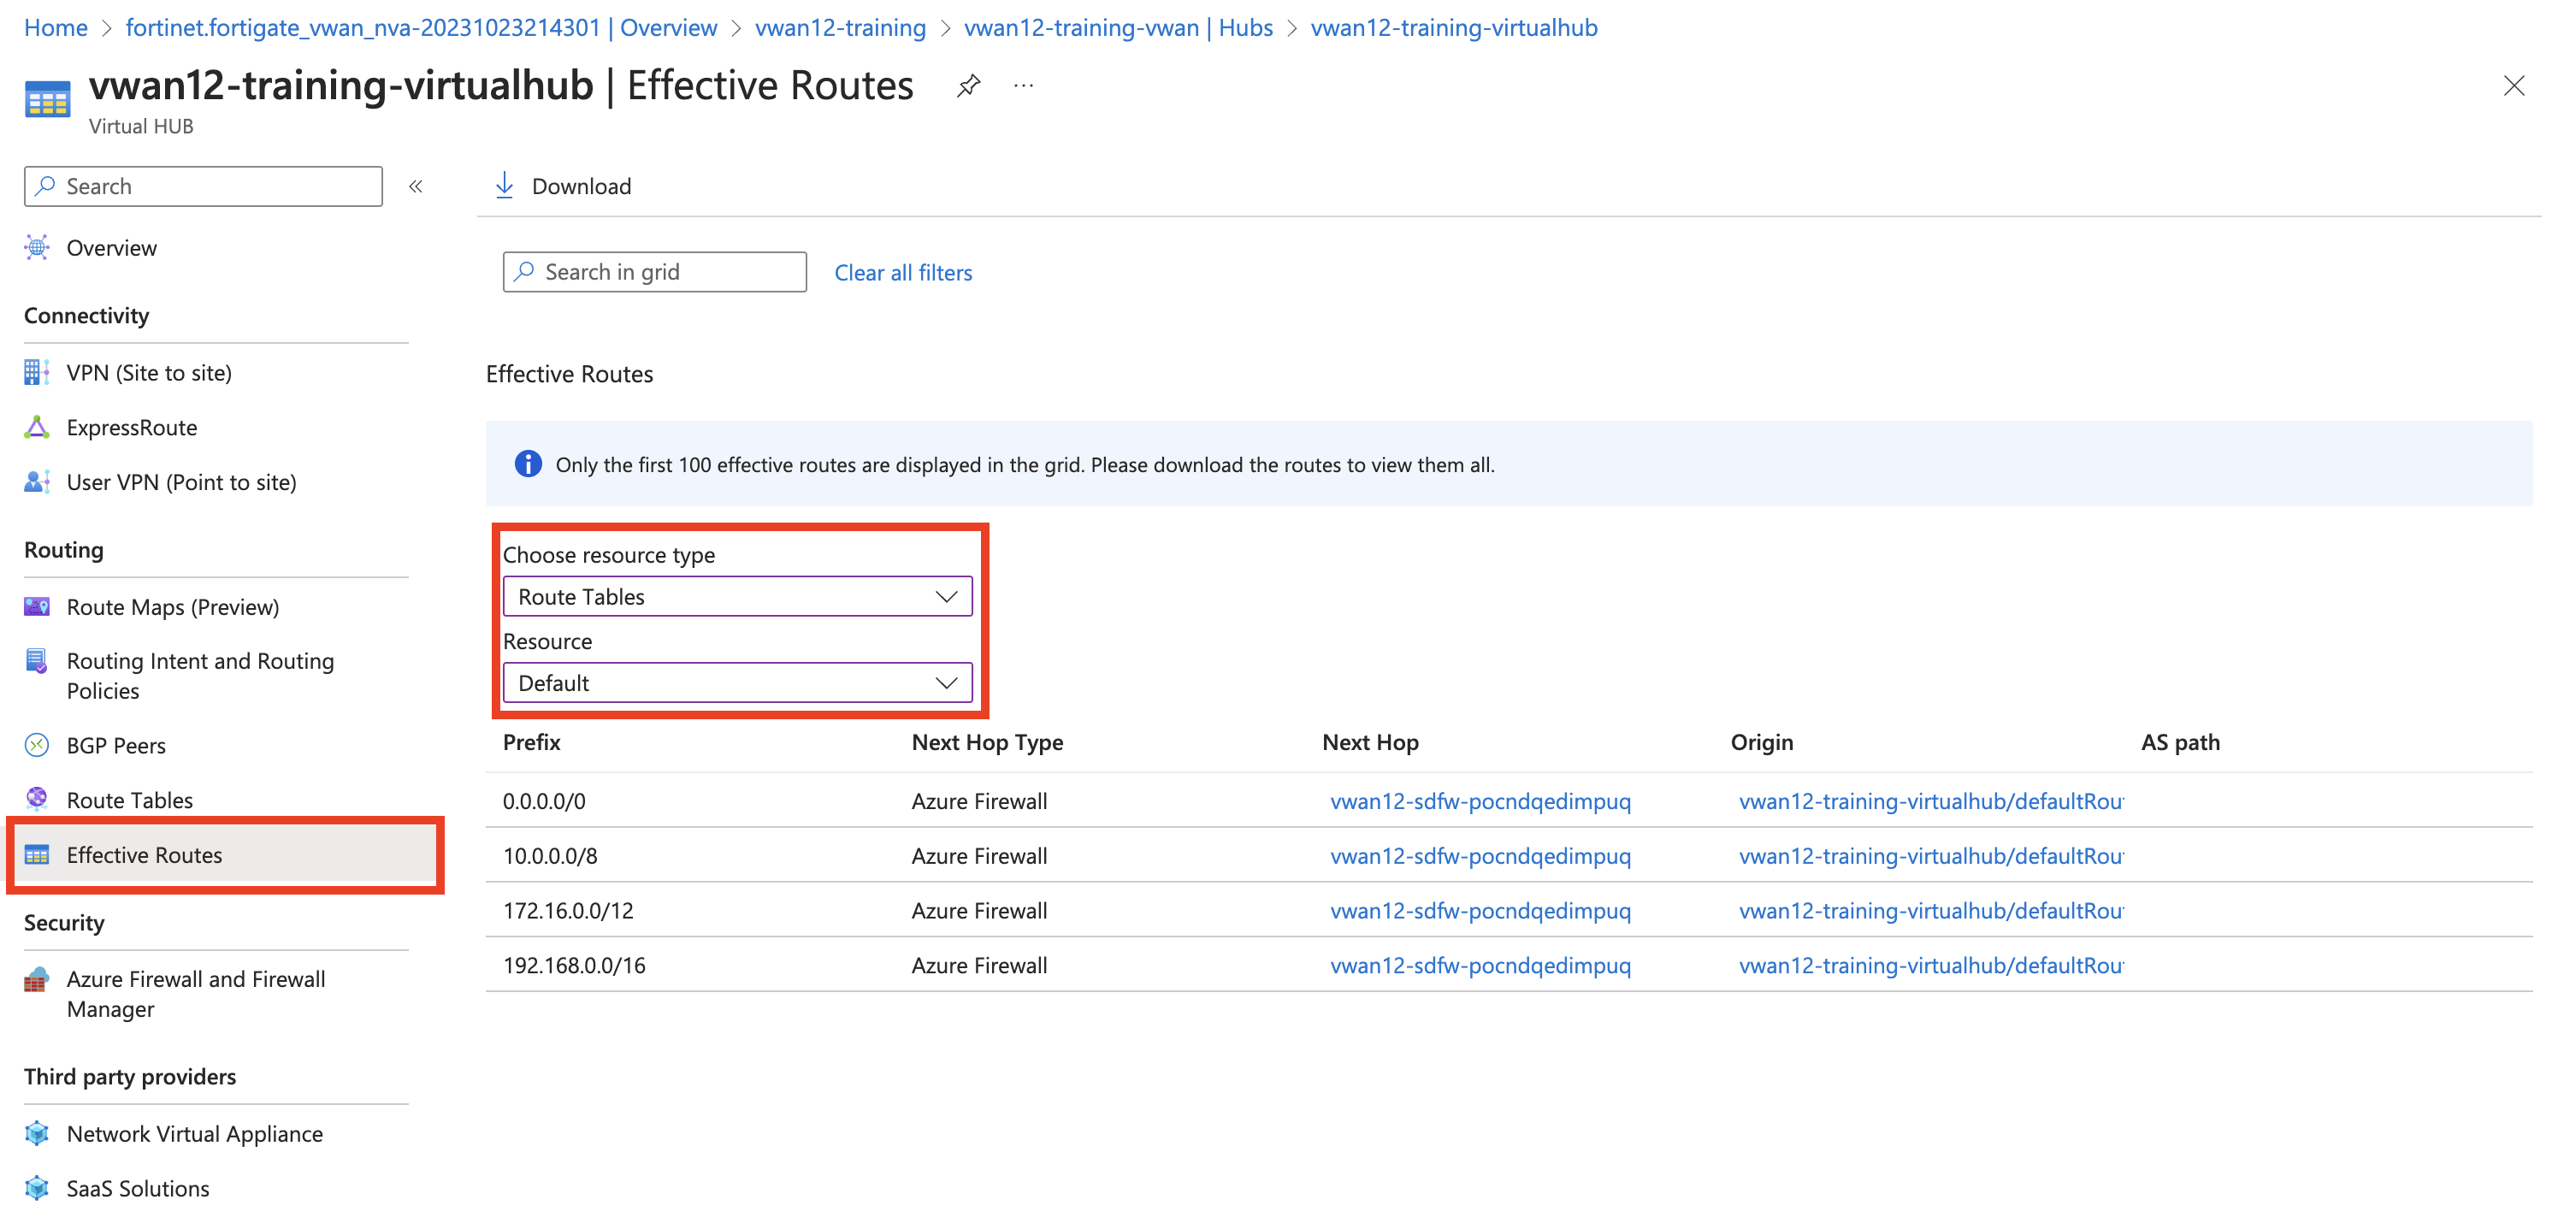 Home > fortinet.fortigate_vwan_nva-20231023214301 | Overview > vwan12-training > vwan12-training-vwan | Hubs > vwan12-training-virtualhub
vwan12-training-virtualhub | Effective Routes ...
Virtual HUB
Search «
Overview
Connectivity
VPN (Site to site)
ExpressRoute
User VPN (Point to site)
Routing
Route Maps (Preview)
Routing Intent and Routing
Policies
BGP Peers
Route Tables
Effective Routes
Security
Azure Firewall and Firewall
Manager
Third party providers
Network Virtual Appliance
SaaS Solutions
Download
Search in grid Clear all filters
Effective Routes
Only the first 100 effective routes are displayed in the grid. Please download the routes to view them all.
Choose resource type
Route Tables
Resource
Default
Prefix Next Hop Type Next Hop Origin AS path
0.0.0.0/0 Azure Firewall vwan12-sdfw-pocndqedimpuq vwan12-training-virtualhub/defaultRou
10.0.0.0/8 Azure Firewall vwan12-sdfw-pocndqedimpuq vwan12-training-virtualhub/defaultRou
172.16.0.0/12 Azure Firewall vwan12-sdfw-pocndqedimpuq vwan12-training-virtualhub/defaultRou
192.168.0.0/16 Azure Firewall vwan12-sdfw-pocndqedimpuq vwan12-training-virtualhub/defaultRou